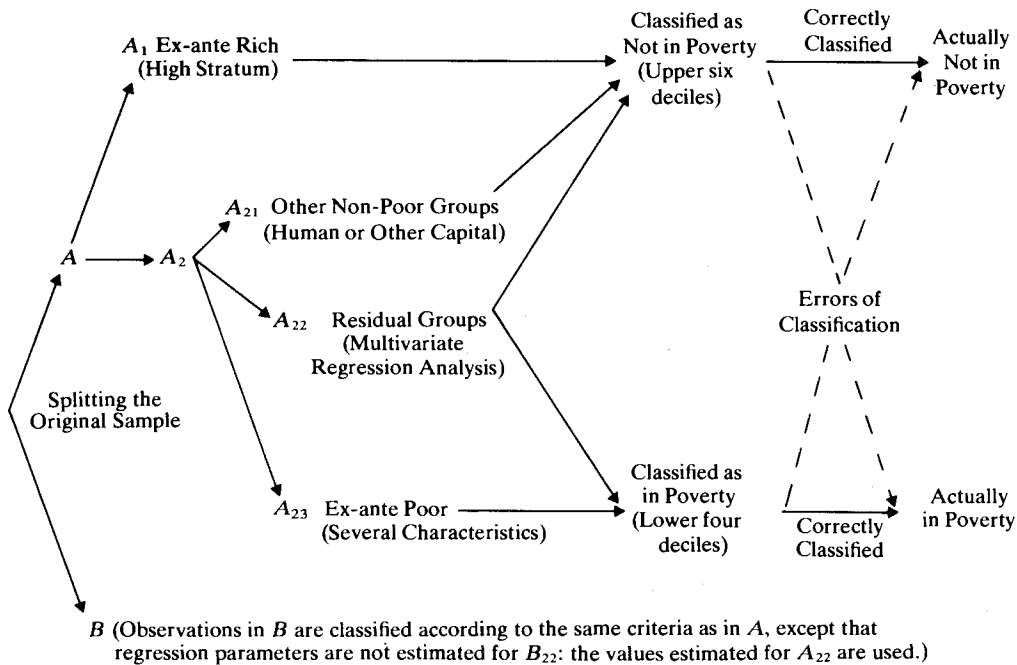 A₁ Ex-ante Rich
(High Stratum)
Classified as
Not in Poverty
(Upper six
deciles)
Correctly
Classified
Actually
Not in
Poverty
A
A₂
A₂₁ Other Non-Poor Groups
(Human or Other Capital)
A₂₂ Residual Groups
(Multivariate
Regression Analysis)
Errors of
Classification
Splitting the
Original Sample
A₂₃ Ex-ante Poor
(Several Characteristics)
Classified as
in Poverty
(Lower four
deciles)
Correctly
Classified
Actually
in Poverty
B (Observations in B are classified according to the same criteria as in A, except that
regression parameters are not estimated for B₂₂: the values estimated for A₂₂ are used.)